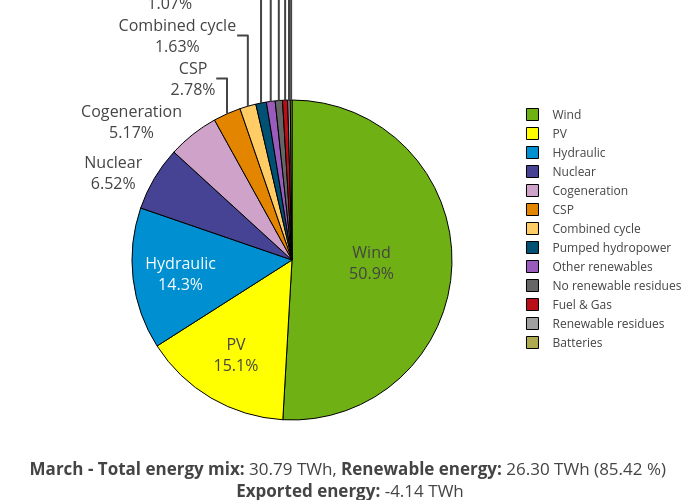 1.07%
Combined cycle
1.63%
CSP
2.78%
Cogeneration
5.17%
Nuclear
6.52%
Hydraulic
14.3%
PV
15.1%
Wind
50.9%
Wind
PV
Hydraulic
Nuclear
Cogeneration
CSP
Combined cycle
Pumped hydropower
Other renewables
No renewable residues
Fuel & Gas
Renewable residues
Batteries
March - Total energy mix: 30.79 TWh, Renewable energy: 26.30 TWh (85.42 %)
Exported energy: -4.14 TWh